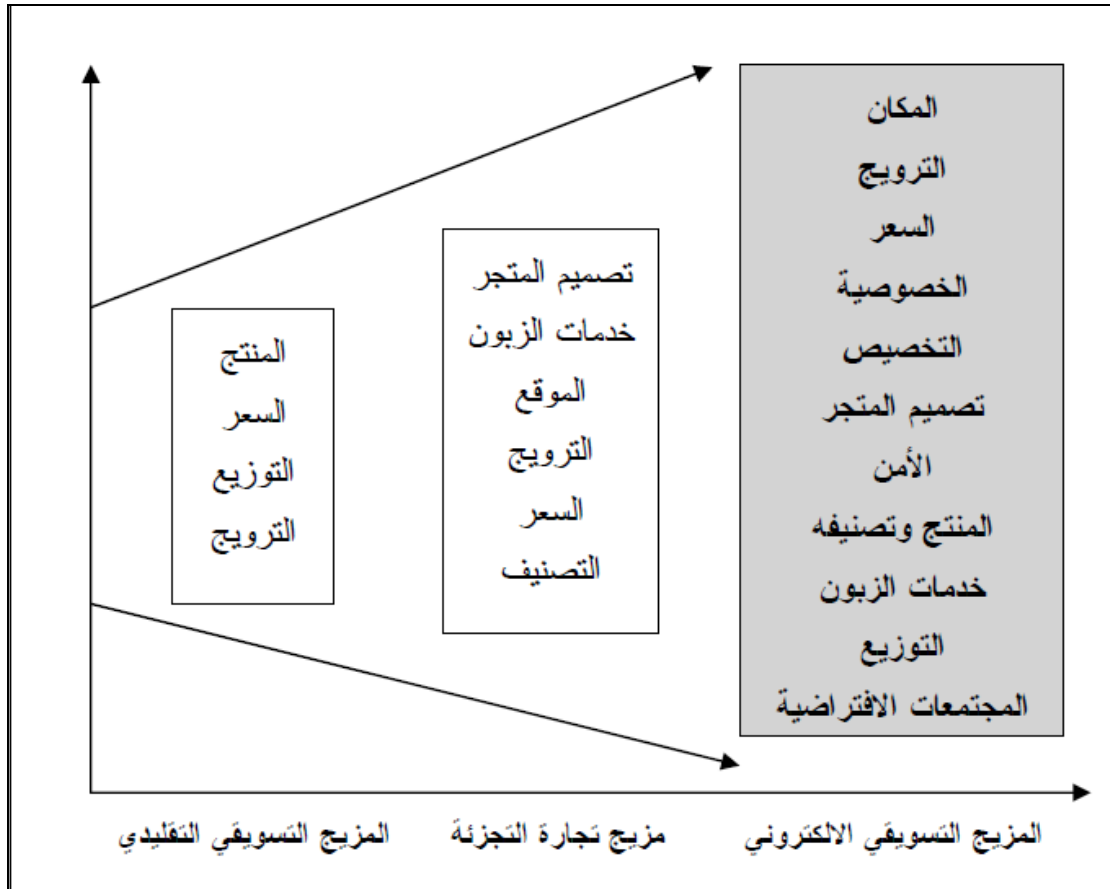 المكان
الترويج
السعر
الخصوصية
التخصيص
تصميم المتجر
الأمن
المنتج وتصنيفه
خدمات الزبون
التوزيع
المجتمعات الافتراضية
تصميم المتجر
خدمات الزبون
الموقع
الترويج
السعر
التصنيف
المنتج
السعر
التوزيع
الترويج
المزيج التسويقي الالكتروني
مزيج تجارة التجزئة
المزيج التسويقي التقليدي